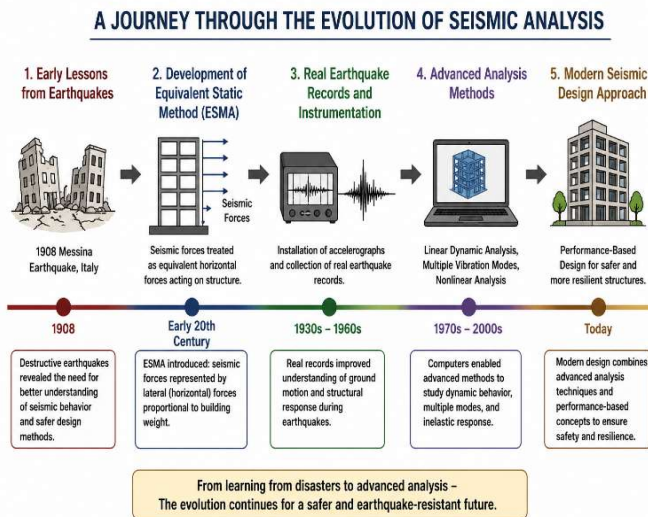 A JOURNEY THROUGH THE EVOLUTION OF SEISMIC ANALYSIS
1. Early Lessons
from Earthquakes
2. Development of
Equivalent Static
Method (ESMA)
3. Real Earthquake
Records and
Instrumentation
4. Advanced Analysis
Methods
5. Modern Seismic
Design Approach
Seismic
Forces
1908 Messina
Earthquake, Italy
Seismic forces treated
as equivalent horizontal
forces acting on structure.
Installation of accelerographs
and collection of real earthquake
records.
Linear Dynamic Analysis,
Multiple Vibration Modes,
Nonlinear Analysis
Performance-Based
Design for safer and
more resilient structures.
1908
Early 20th
Century
1930s – 1960s
1970s – 2000s
Today
Destructive earthquakes
revealed the need for
better understanding
of seismic behavior
and safer design
methods.
ESMA introduced: seismic
forces represented by
lateral (horizontal) forces
proportional to building
weight.
Real records improved
understanding of ground
motion and structural
response during
earthquakes.
Computers enabled
advanced methods to
study dynamic behavior,
multiple modes, and
inelastic response.
Modern design combines
advanced analysis
techniques and
performance-based
concepts to ensure
safety and resilience.
From learning from disasters to advanced analysis –
The evolution continues for a safer and earthquake-resistant future.